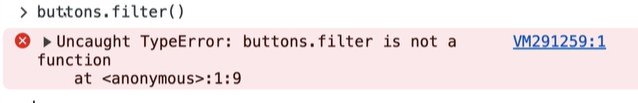 > buttons.filter()
▶Uncaught TypeError: buttons.filter is not a VM291259:1
function
at <anonymous>:1:9